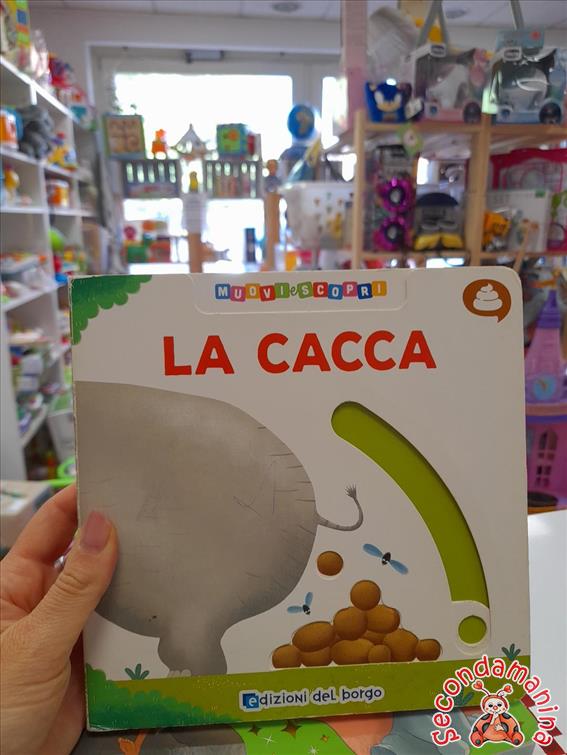 MUOVI e SCOPRI
LA CACCA
edizioni del borgo
Secondamanina